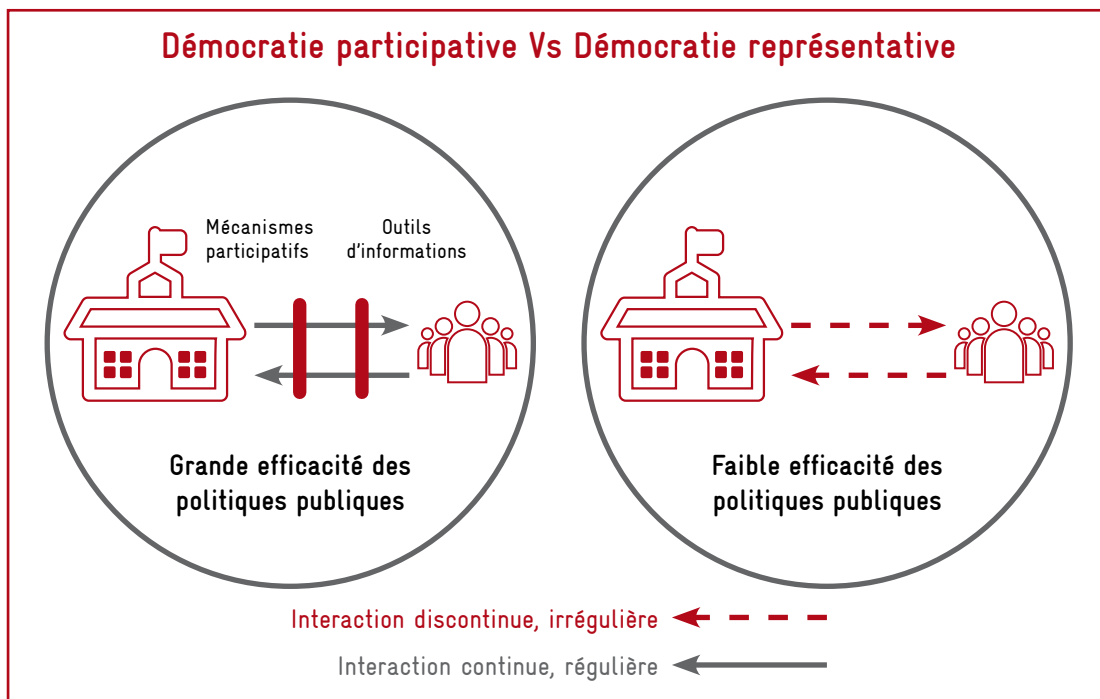 Démocratie participative Vs Démocratie représentative
Mécanismes
participatifs
Outils
d'informations
Grande efficacité des
politiques publiques
Faible efficacité des
politiques publiques
Interaction discontinue, irrégulière
Interaction continue, régulière